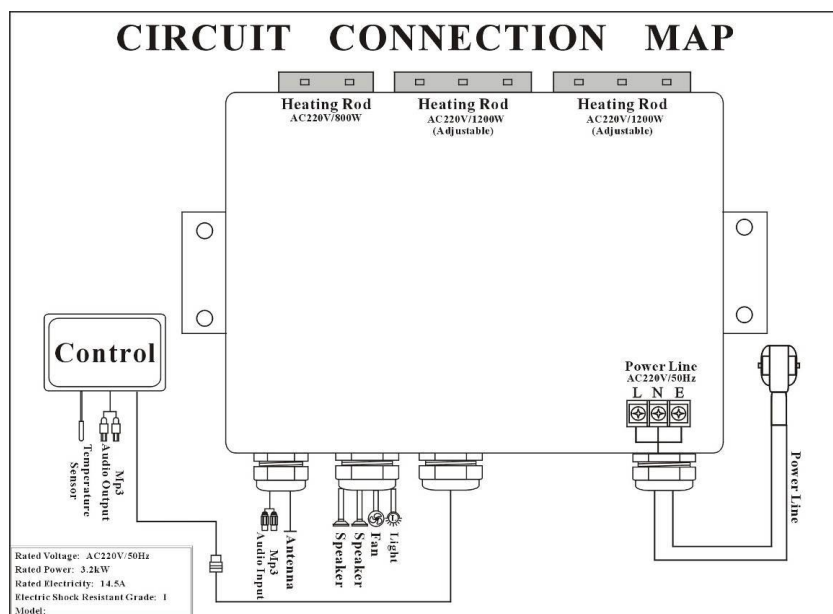 CIRCUIT CONNECTION MAP
Heating Rod
AC220V/800W
Heating Rod
AC220V/1200W
(Adjustable)
Heating Rod
AC220V/1200W
(Adjustable)
Control
Temperature
Sensor
Mp3
Audio Output
Power Line
AC220V/50Hz
L N E
Mp3
Audio Input
Antenna
Speaker
Speaker
Fan
Light
Power Line
Rated Voltage: AC220V/50Hz
Rated Power: 3.2kW
Rated Electricity: 14.5A
Electric Shock Resistant Grade: I
Model: